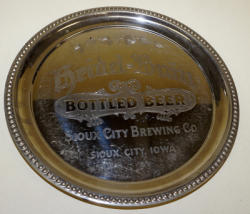 BOTTLED BEER
SIOUX CITY BREWING CO.
SIOUX CITY, IOWA